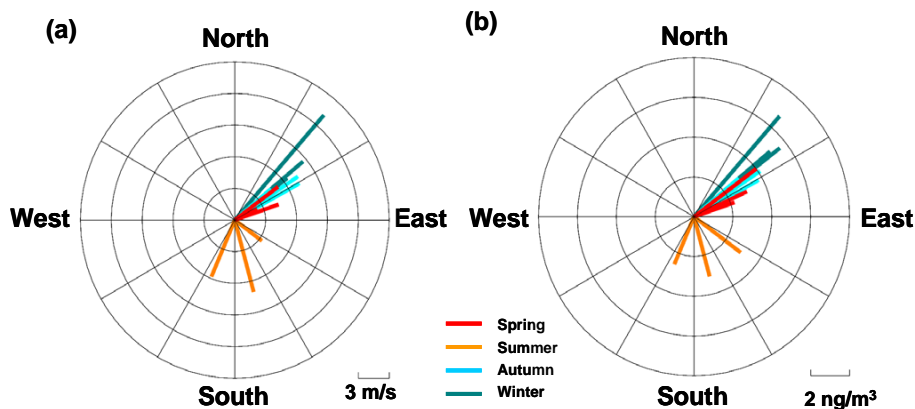 (a)
North
West
East
South
3 m/s
(b)
North
West
East
South
2 ng/m³
Spring
Summer
Autumn
Winter